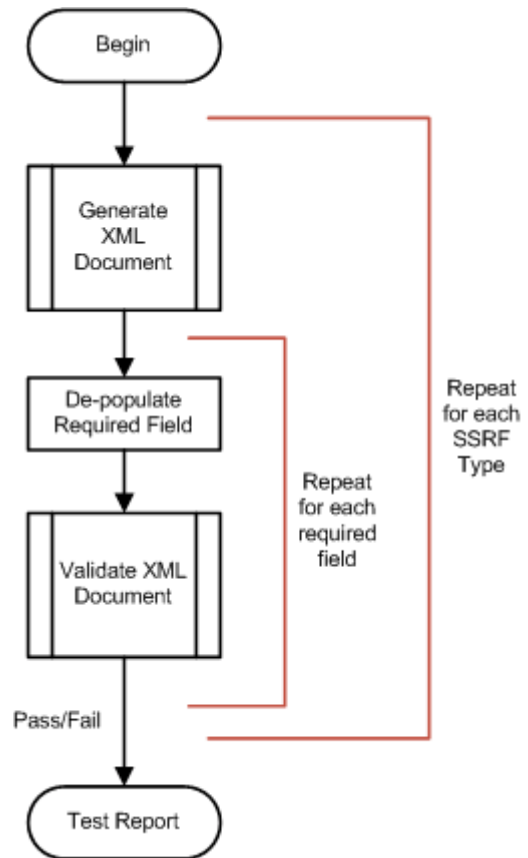 Begin
Generate
XML
Document
De-populate
Required Field
Validate XML
Document
Repeat
for each
required
field
Repeat
for each
SSRF
Type
Pass/Fail
Test Report